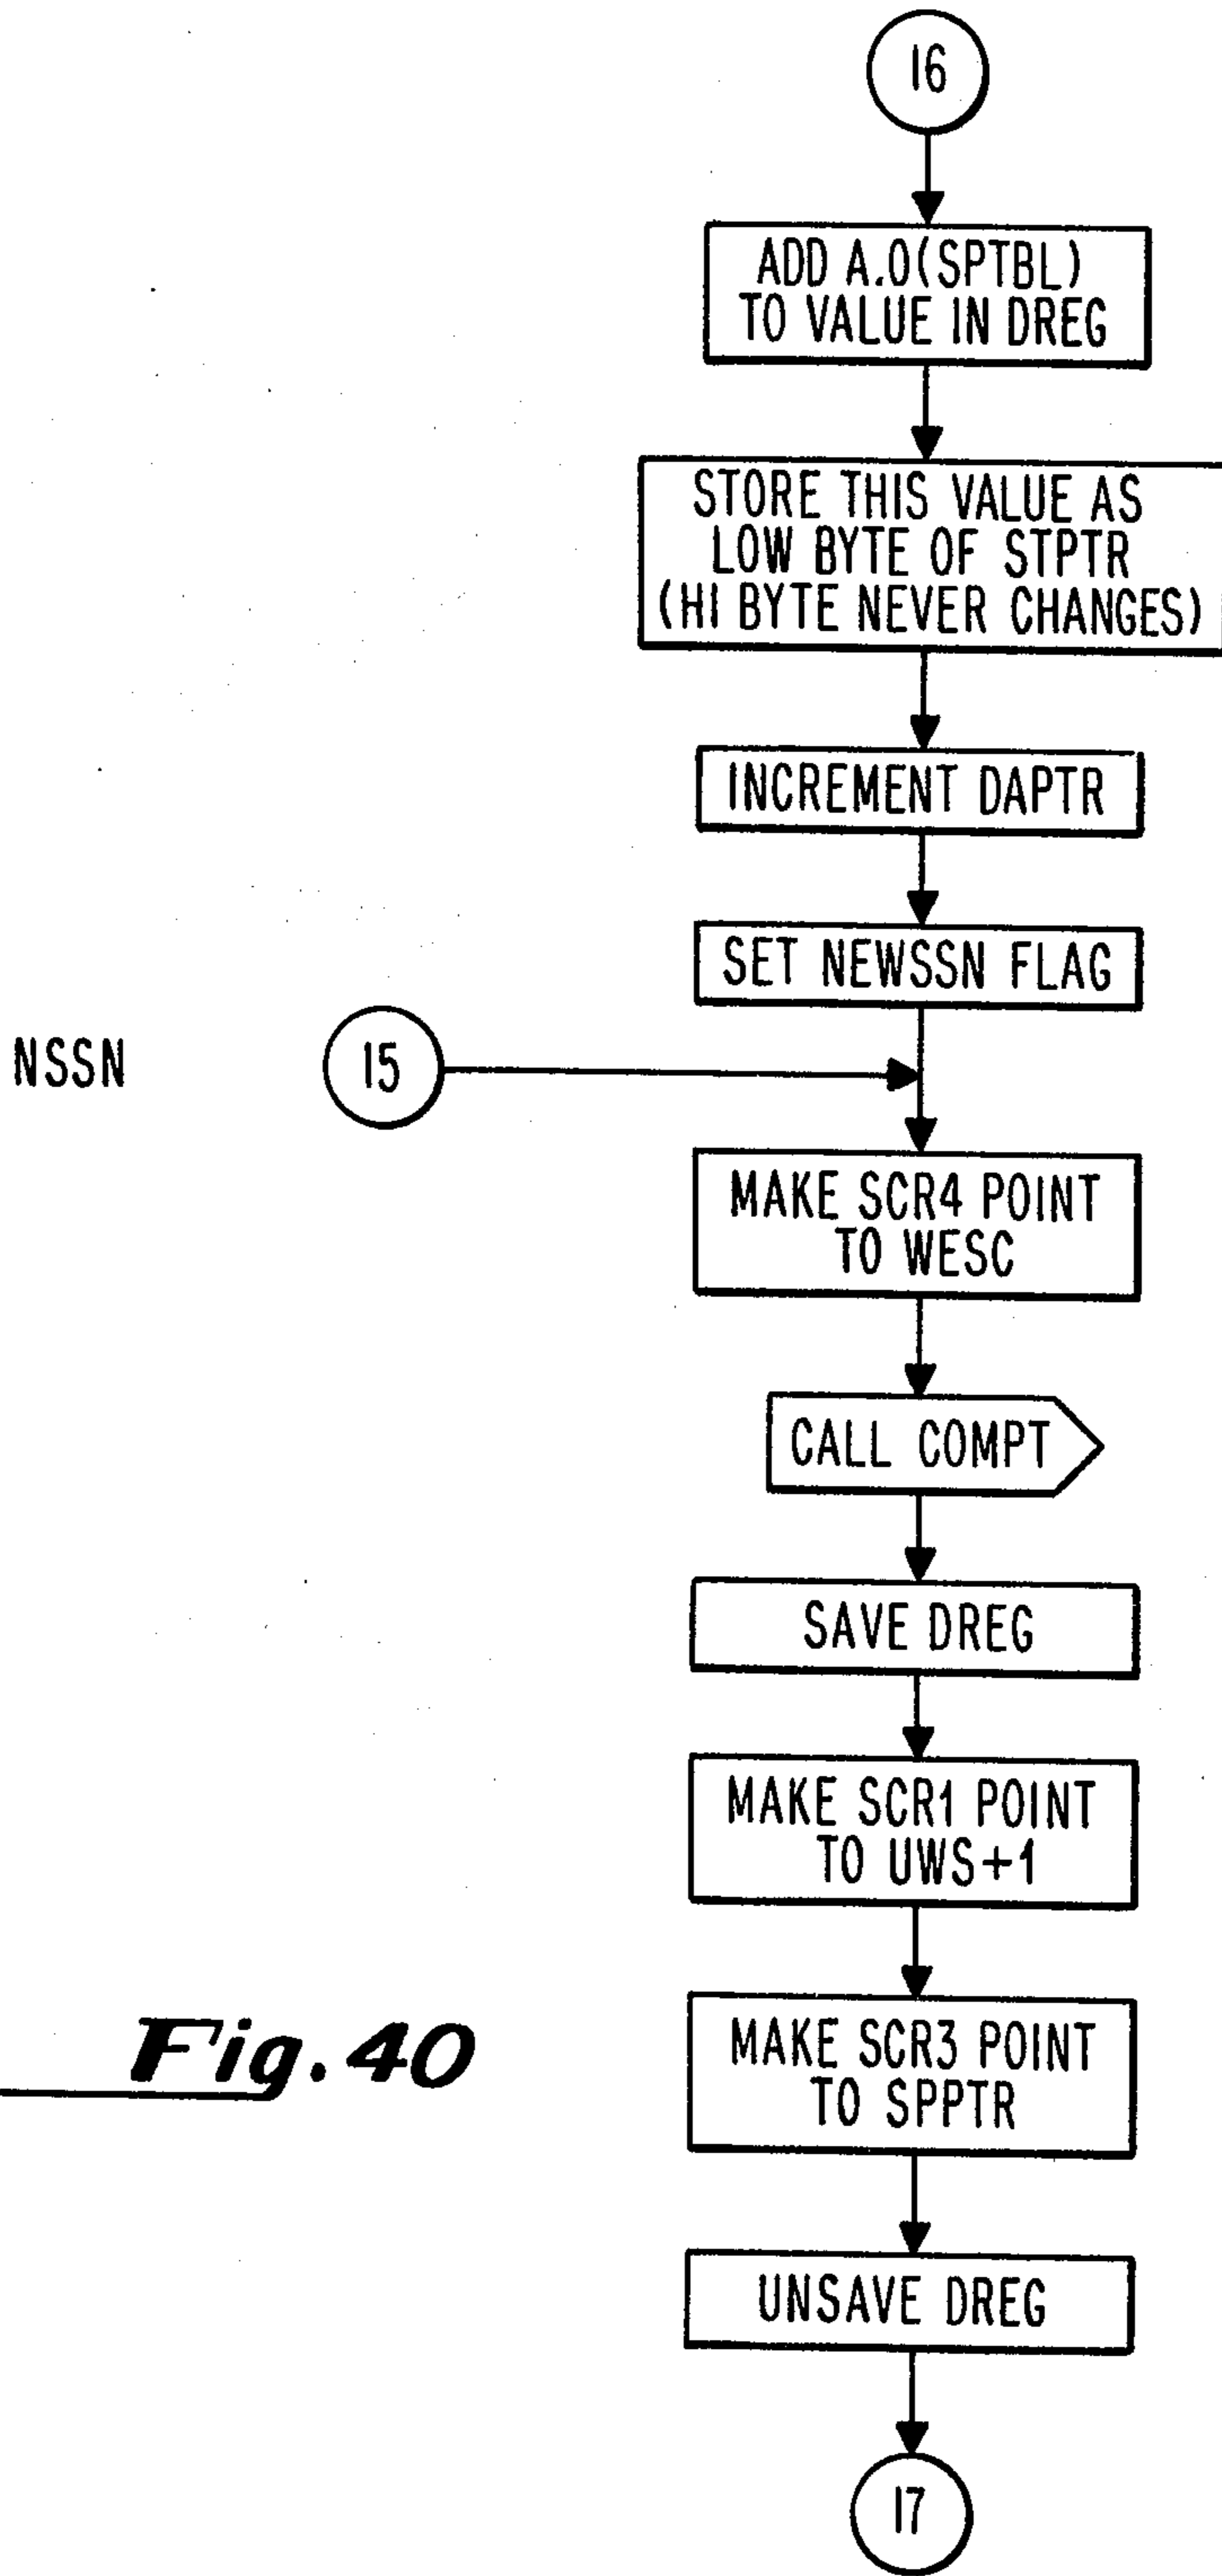 16
ADD A.0(SPTBL)
TO VALUE IN DREG
STORE THIS VALUE AS
LOW BYTE OF STPTR
(HI BYTE NEVER CHANGES)
INCREMENT DAPTR
SET NEWSSN FLAG
NSSN
15
MAKE SCR4 POINT
TO WESC
CALL COMPT
SAVE DREG
MAKE SCR1 POINT
TO UWS+1
MAKE SCR3 POINT
TO SPPTR
Fig. 40
UNSAVE DREG
17